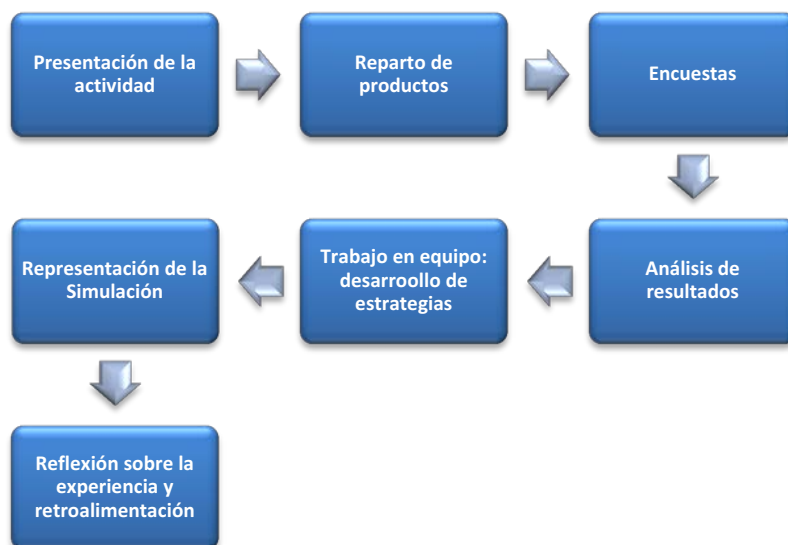 Presentación de la
actividad
Reparto de
productos
Encuestas
Análisis de
resultados
Trabajo en equipo:
desarroollo de
estrategias
Representación de la
Simulación
Reflexión sobre la
experiencia y
retroalimentación